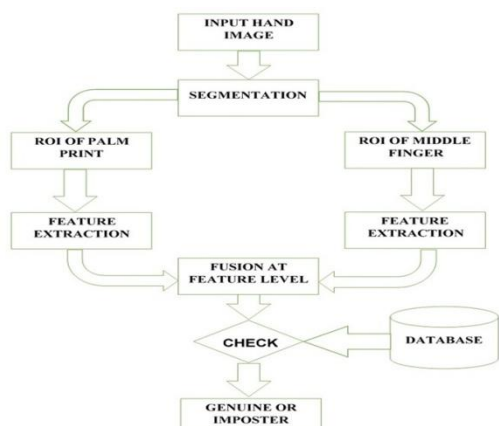 INPUT HAND
IMAGE
SEGMENTATION
ROI OF PALM
PRINT
ROI OF MIDDLE
FINGER
FEATURE
EXTRACTION
FEATURE
EXTRACTION
FUSION AT
FEATURE LEVEL
CHECK
DATABASE
GENUINE OR
IMPOSTER